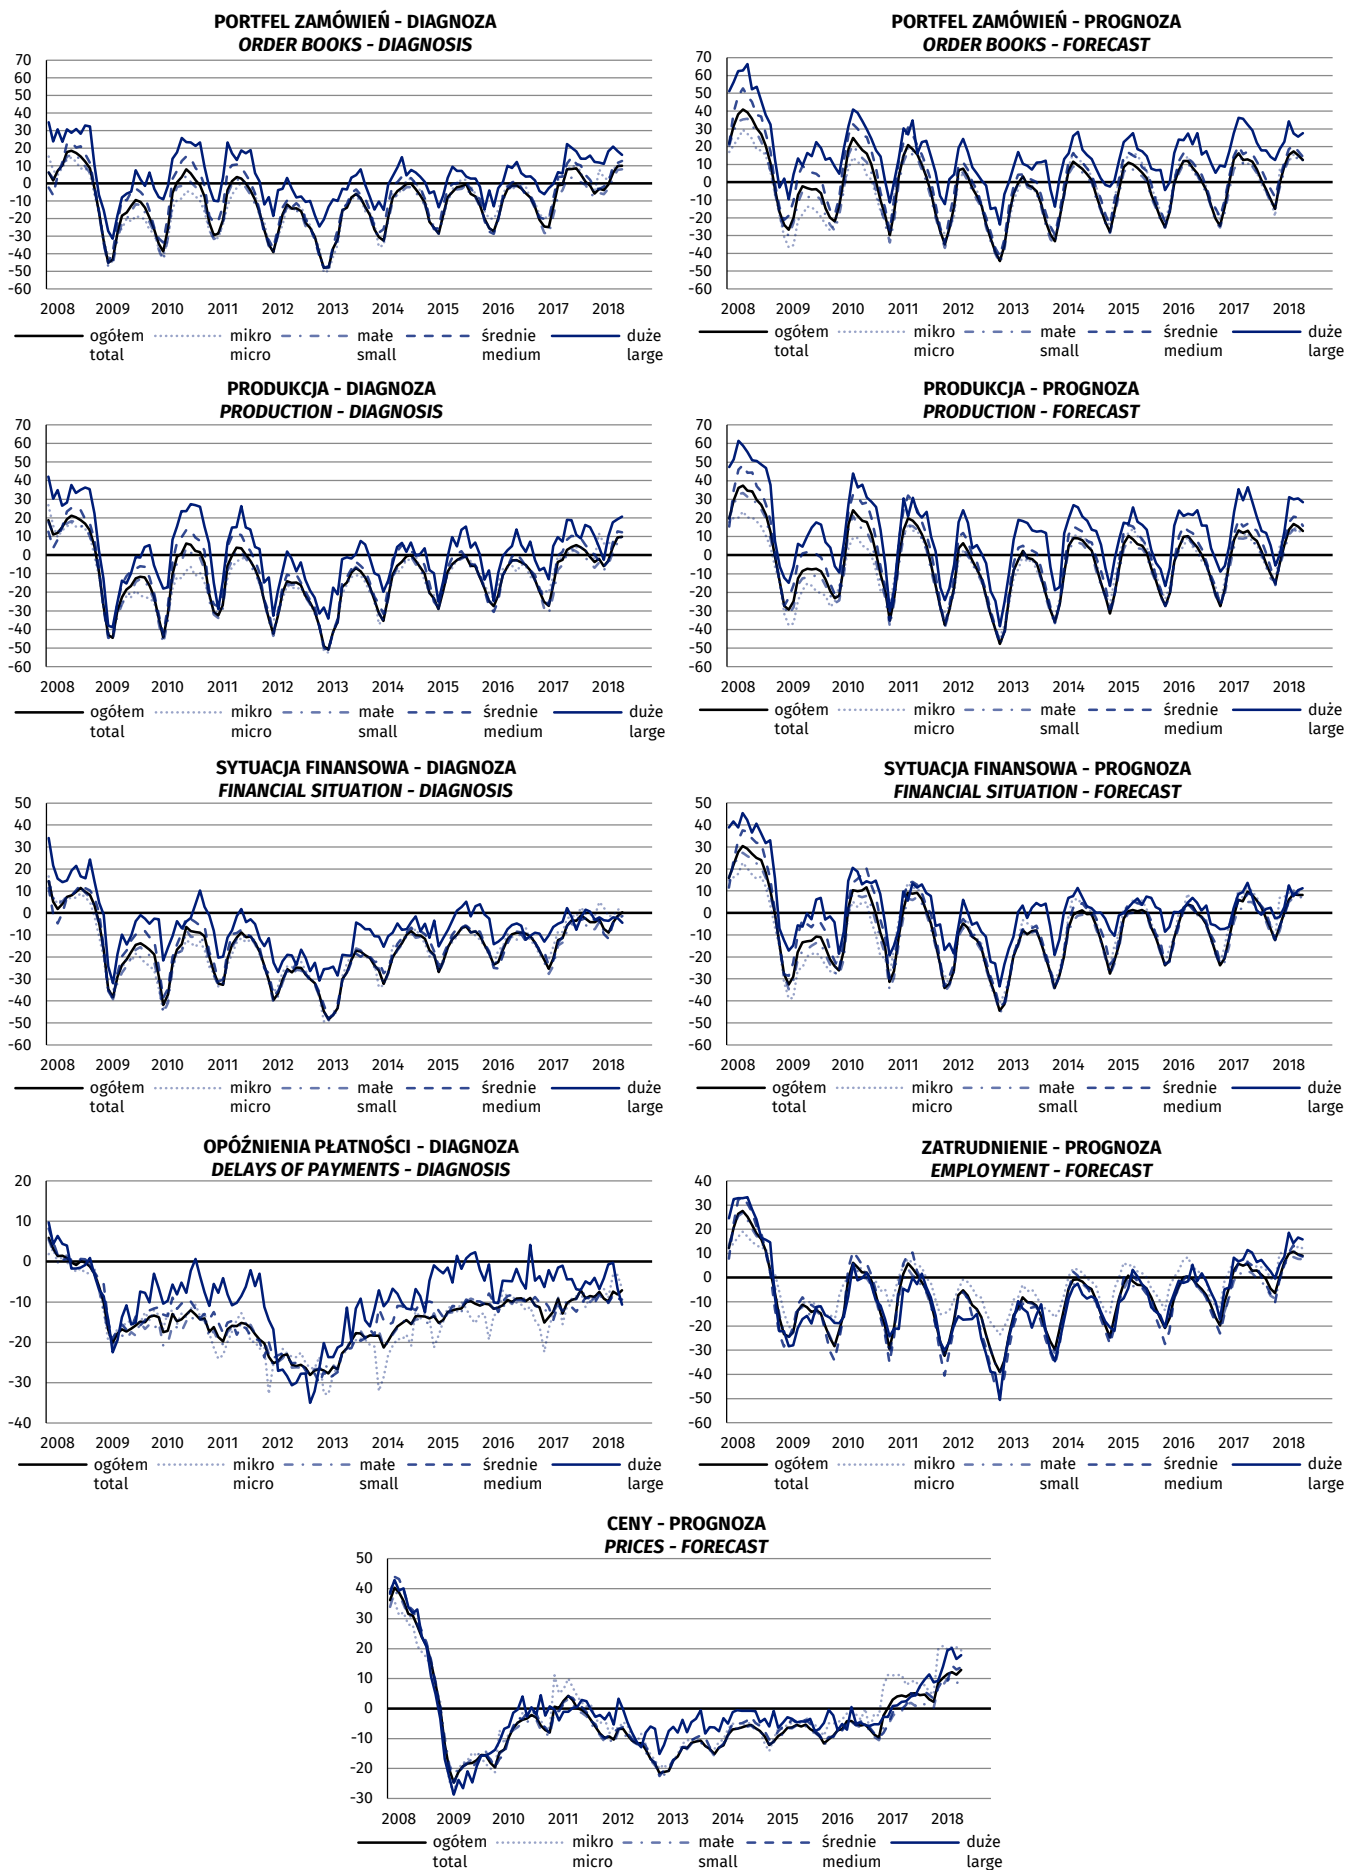 PORTFEL ZAMÓWIEŃ - DIAGNOZA
ORDER BOOKS - DIAGNOSIS
70
60
50
40
30
20
10
0
-10
-20
-30
-40
-50
-60
2008 2009 2010 2011 2012 2013 2014 2015 2016 2017 2018
ogółem mikro małe średnie duże
total micro small medium large
PORTFEL ZAMÓWIEŃ - PROGNOZA
ORDER BOOKS - FORECAST
70
60
50
40
30
20
10
0
-10
-20
-30
-40
-50
-60
2008 2009 2010 2011 2012 2013 2014 2015 2016 2017 2018
ogółem mikro małe średnie duże
total micro small medium large
PRODUKCJA - DIAGNOZA
PRODUCTION - DIAGNOSIS
70
60
50
40
30
20
10
0
-10
-20
-30
-40
-50
-60
2008 2009 2010 2011 2012 2013 2014 2015 2016 2017 2018
ogółem mikro małe średnie duże
total micro small medium large
PRODUKCJA - PROGNOZA
PRODUCTION - FORECAST
70
60
50
40
30
20
10
0
-10
-20
-30
-40
-50
-60
2008 2009 2010 2011 2012 2013 2014 2015 2016 2017 2018
ogółem mikro małe średnie duże
total micro small medium large
SYTUACJA FINANSOWA - DIAGNOZA
FINANCIAL SITUATION - DIAGNOSIS
50
40
30
20
10
0
-10
-20
-30
-40
-50
-60
2008 2009 2010 2011 2012 2013 2014 2015 2016 2017 2018
ogółem mikro małe średnie duże
total micro small medium large
SYTUACJA FINANSOWA - PROGNOZA
FINANCIAL SITUATION - FORECAST
50
40
30
20
10
0
-10
-20
-30
-40
-50
-60
2008 2009 2010 2011 2012 2013 2014 2015 2016 2017 2018
ogółem mikro małe średnie duże
total micro small medium large
OPÓŹNIENIA PŁATNOŚCI - DIAGNOZA
DELAYS OF PAYMENTS - DIAGNOSIS
20
10
0
-10
-20
-30
-40
2008 2009 2010 2011 2012 2013 2014 2015 2016 2017 2018
ogółem mikro małe średnie duże
total micro small medium large
ZATRUDNIENIE - PROGNOZA
EMPLOYMENT - FORECAST
40
30
20
10
0
-10
-20
-30
-40
-50
-60
2008 2009 2010 2011 2012 2013 2014 2015 2016 2017 2018
ogółem mikro małe średnie duże
total micro small medium large
CENY - PROGNOZA
PRICES - FORECAST
50
40
30
20
10
0
-10
-20
-30
2008 2009 2010 2011 2012 2013 2014 2015 2016 2017 2018
ogółem mikro małe średnie duże
total micro small medium large